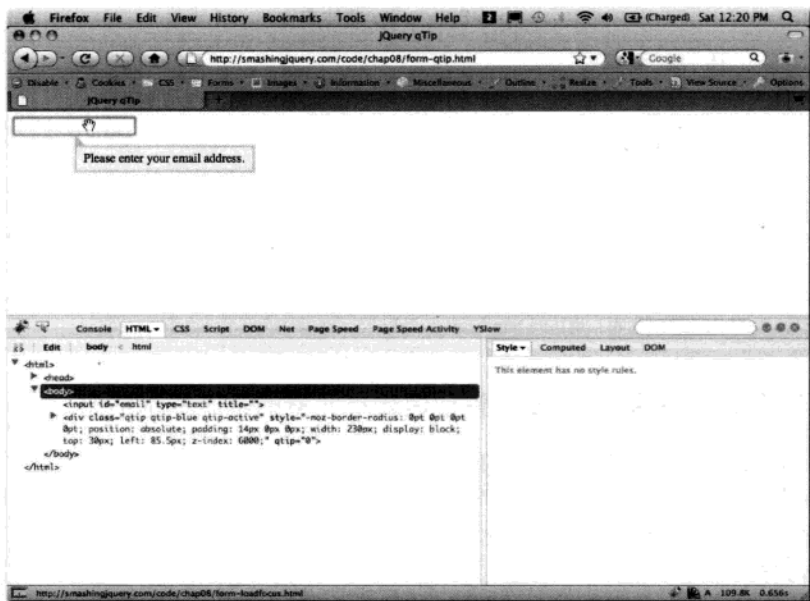 Firefox File Edit View History Bookmarks Tools Window Help (Charged) Sat 12:20 PM
jQuery qTip
http://smashingjquery.com/code/chap08/form-qtip.html Google
Disable Cookies CSS Forms Images Information Miscellaneous Outline Resize Tools View Source Options
jQuery qTip
Please enter your email address.
Console HTML CSS Script DOM Net Page Speed Page Speed Activity YSlow
Edit body < html
Style Computed Layout DOM
This element has no style rules.
<html>
<head>
<body>
<input id="email" type="text" title="">
<div class="qtip qtip-blue qtip-active" style="-moz-border-radius: 0pt 0pt 0pt
0pt; position: absolute; padding: 14px 0px 0px; width: 230px; display: block;
top: 30px; left: 85.5px; z-index: 6000;" qtip="0">
</body>
</html>
http://smashingjquery.com/code/chap08/form-loadfocus.html A 109.8K 0.656s